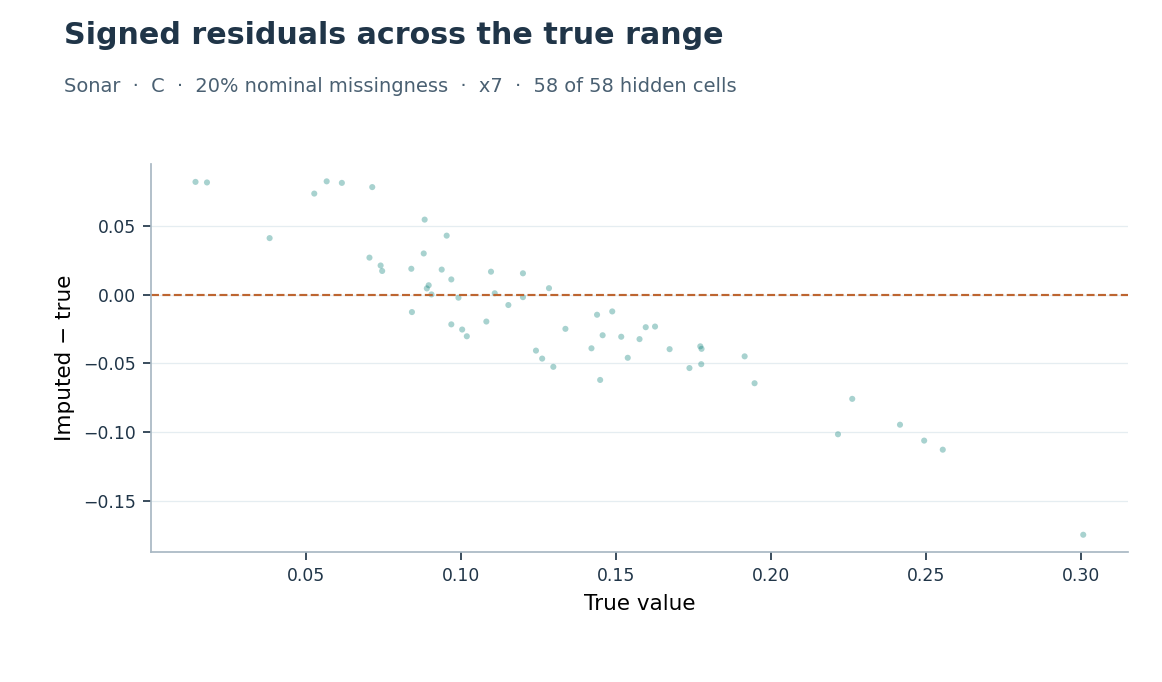 Signed residuals across the true range
Sonar · C · 20% nominal missingness · x7 · 58 of 58 hidden cells
Imputed − true
0.05
0.00
−0.05
−0.10
−0.15
0.05 0.10 0.15 0.20 0.25 0.30
True value